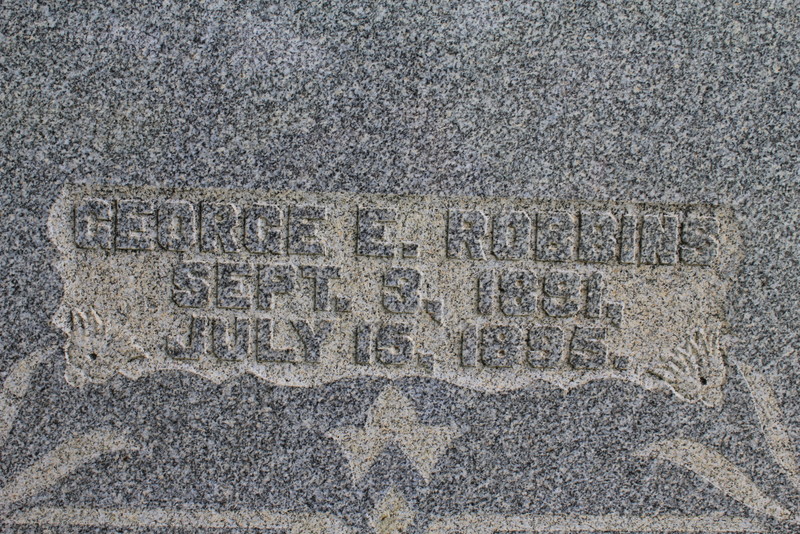 GEORGE E. ROBBINS
SEPT. 3, 1891,
JULY 15, 1895.